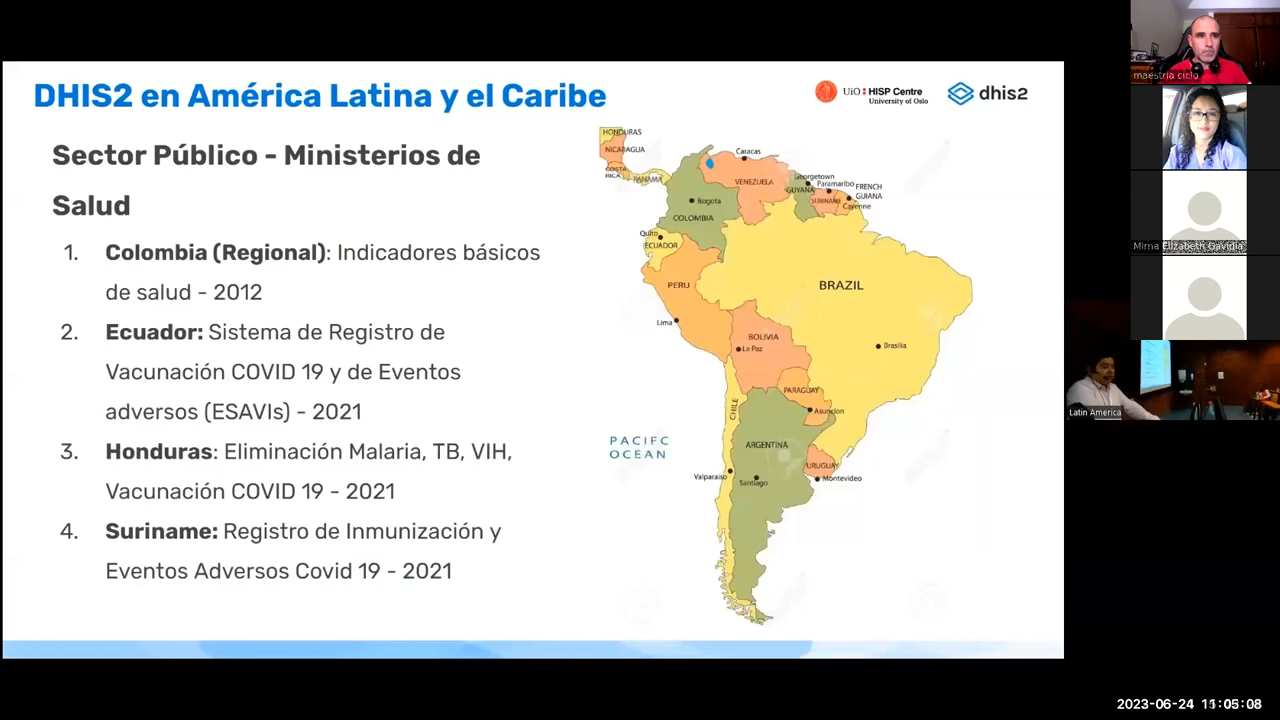 DHIS2 en América Latina y el Caribe
UiO HISP Centre
University of Oslo
dhis2
Sector Público - Ministerios de
Salud
1. Colombia (Regional): Indicadores básicos
de salud - 2012
2. Ecuador: Sistema de Registro de
Vacunación COVID 19 y de Eventos
adversos (ESAVIs) - 2021
3. Honduras: Eliminación Malaria, TB, VIH,
Vacunación COVID 19 - 2021
4. Suriname: Registro de Inmunización y
Eventos Adversos Covid 19 - 2021
HONDURAS
NICARAGUA
COSTA
RICA
PANAMA
Caracas
VENEZUELA
Georgetown
GUYANA
Paramaribo
SURINAME
FRENCH
GUIANA
Cayenne
Bogota
COLOMBIA
Quito
ECUADOR
PERU
BRAZIL
Lima
BOLIVIA
La Paz
Brasilia
PARAGUAY
Asuncion
CHILE
ARGENTINA
PACIFC
OCEAN
URUGUAY
Valparaiso
Santiago
Montevideo
maestria ciclo
Mirna Elizabeth Gavidia
Latin America
2023-06-24 11:05:08